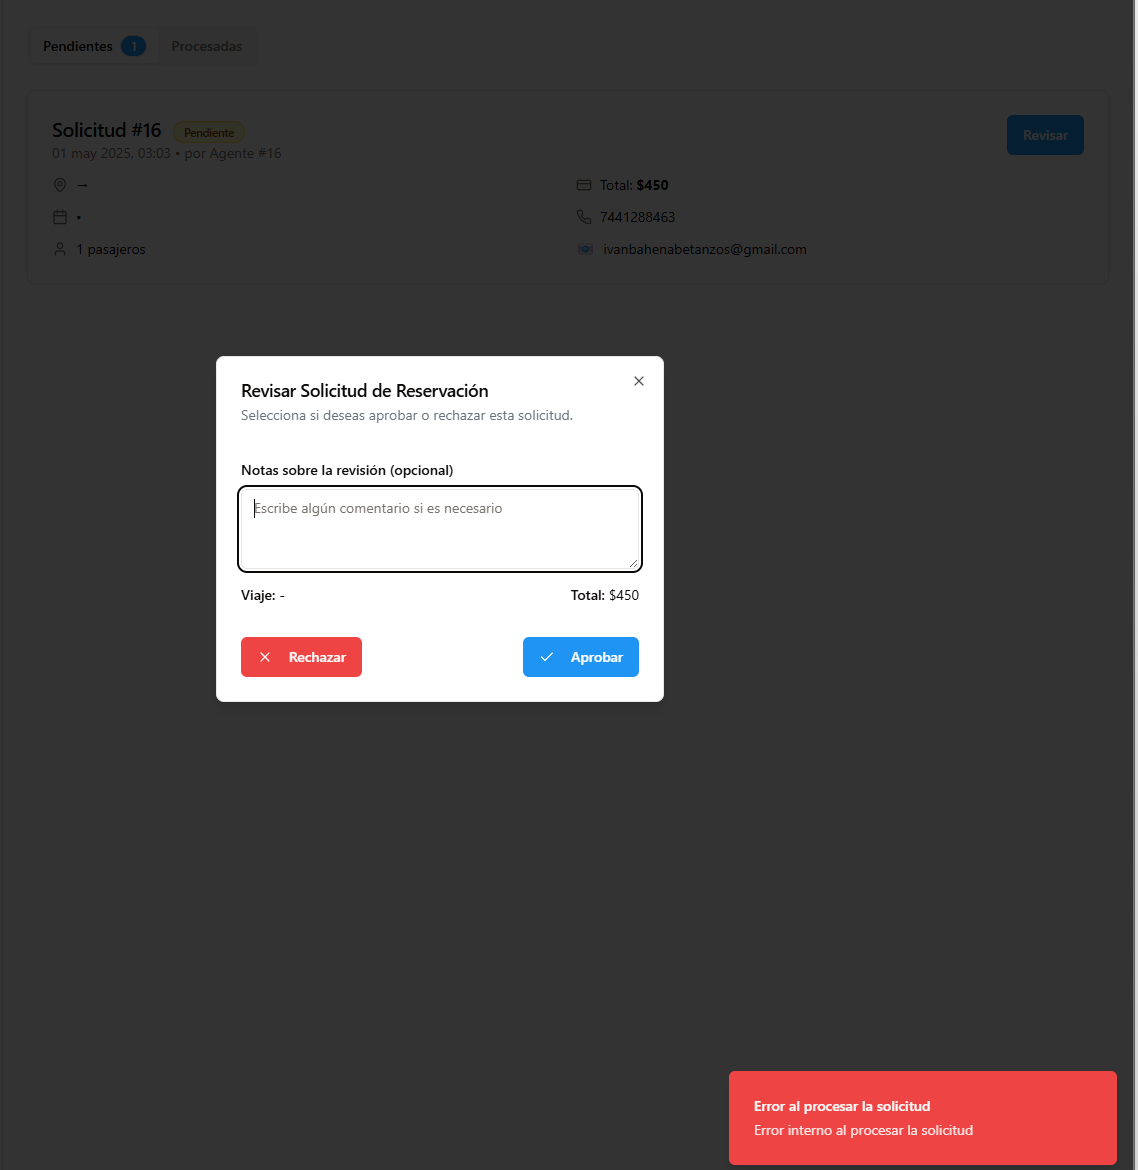 Pendientes 1 Procesadas
Solicitud #16 Pendiente
Revisar
01 may 2025, 03:03 • por Agente #16
→
Total: $450
•
7441288463
1 pasajeros
ivanbahenabetanzos@gmail.com
Revisar Solicitud de Reservación
Selecciona si deseas aprobar o rechazar esta solicitud.
Notas sobre la revisión (opcional)
Escribe algún comentario si es necesario
Viaje: - Total: $450
Rechazar Aprobar
Error al procesar la solicitud
Error interno al procesar la solicitud